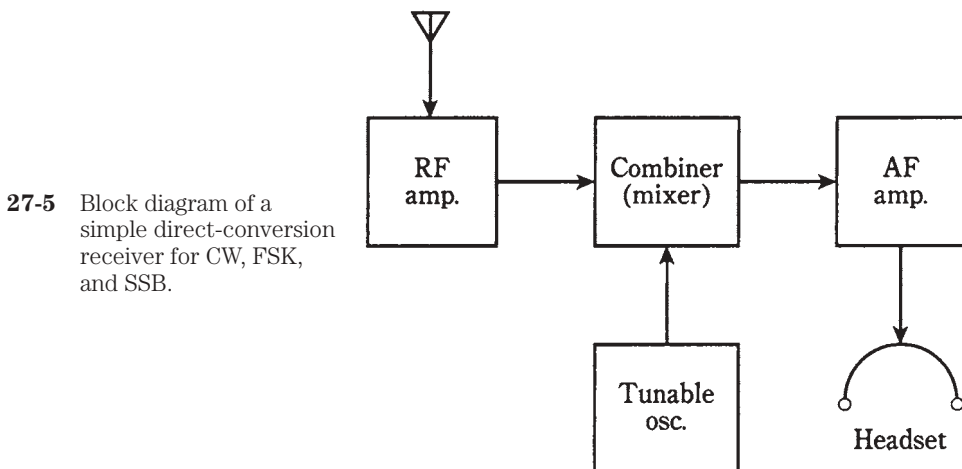 27-5 Block diagram of a
simple direct-conversion
receiver for CW, FSK,
and SSB.
RF
amp.
Combiner
(mixer)
AF
amp.
Tunable
osc.
Headset